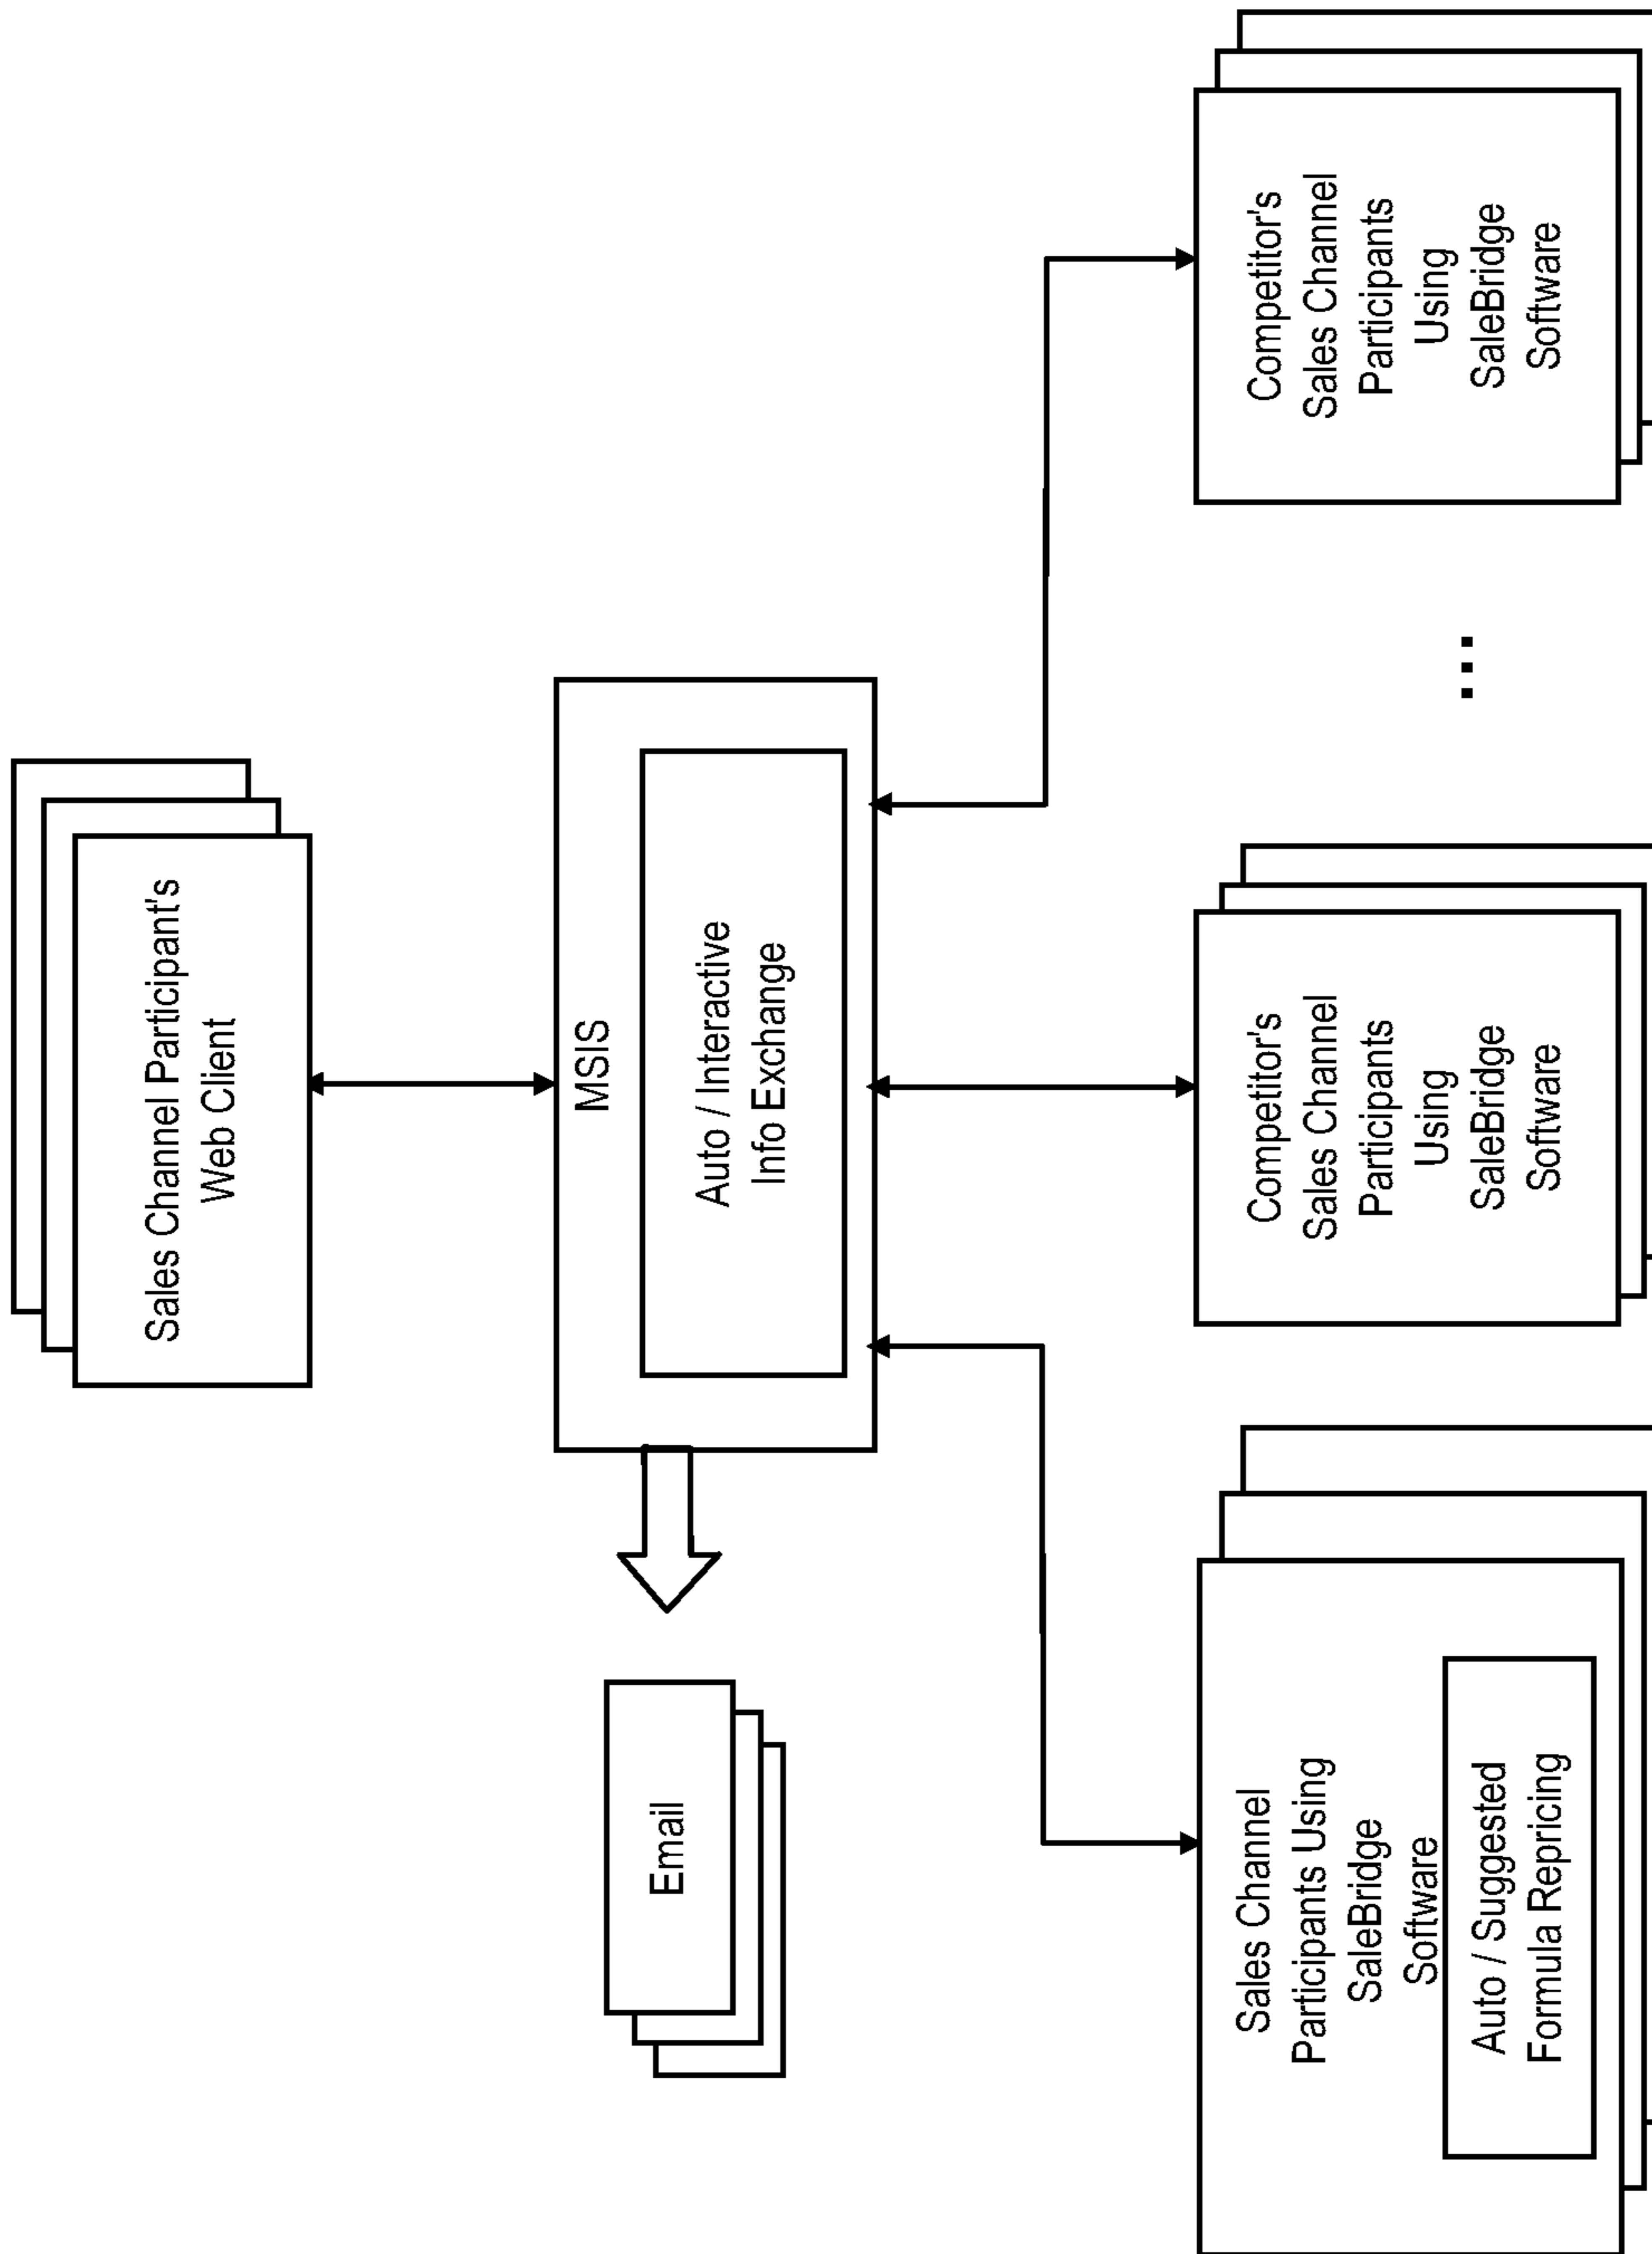 Sales Channel Participant's
Web Client
MSIS
Auto / Interactive
Info Exchange
Email
Sales Channel
Participants Using
SaleBridge
Software
Auto / Suggested
Formula Repricing
Competitor's
Sales Channel
Participants
Using
SaleBridge
Software
...
Competitor's
Sales Channel
Participants
Using
SaleBridge
Software